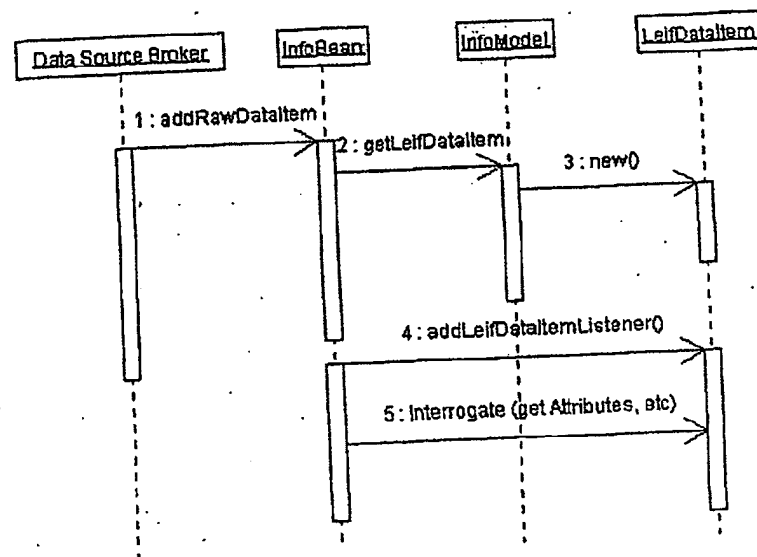 Data Source Broker
InfoBean
InfoModel
LeifDataItem
1 : addRawDataItem
2 : getLeifDataItem
3 : new()
4 : addLeifDataItemListener()
5 : Interrogate (get Attributes, etc)